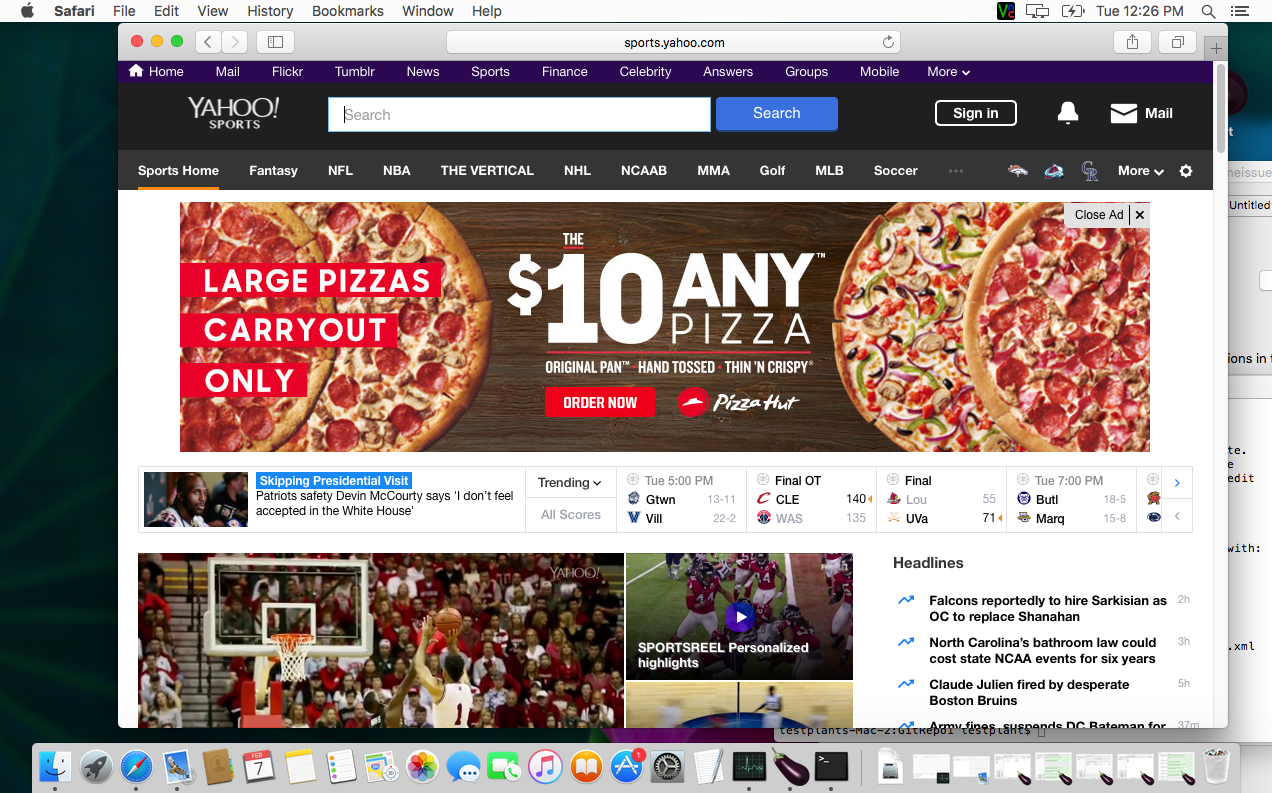 Safari File Edit View History Bookmarks Window Help Tue 12:26 PM
sports.yahoo.com
Home Mail Flickr Tumblr News Sports Finance Celebrity Answers Groups Mobile More
YAHOO!
SPORTS
Search
Search
Sign in
Mail
Sports Home Fantasy NFL NBA THE VERTICAL NHL NCAAB MMA Golf MLB Soccer ... More
Close Ad ×
LARGE PIZZAS
CARRYOUT
ONLY
THE
$10 ANY™
PIZZA
ORIGINAL PAN™ · HAND TOSSED · THIN 'N CRISPY®
ORDER NOW
Pizza Hut
Skipping Presidential Visit
Patriots safety Devin McCourty says 'I don't feel
accepted in the White House'
Trending
All Scores
Tue 5:00 PM
Gtwn 13-11
Vill 22-2
Final OT
CLE 140
WAS 135
Final
Lou 55
UVa 71
Tue 7:00 PM
Butl 18-5
Marq 15-8
YAHOO!
1
SPORTSREEL Personalized
highlights
Headlines
Falcons reportedly to hire Sarkisian as 2h
OC to replace Shanahan
North Carolina's bathroom law could 3h
cost state NCAA events for six years
Claude Julien fired by desperate 5h
Boston Bruins
Army fines, suspends DC Bateman for 37m
t
neissue
Untitled
ions in t
te.
e
edit
with:
.xml
testplants-Mac-2:GitRepo1 testplant$
FEB
7
1